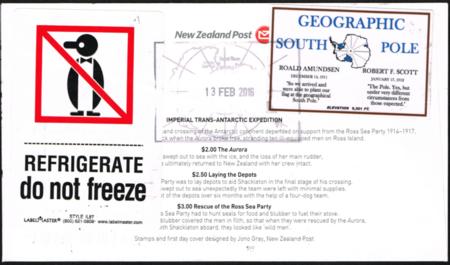 REFRIGERATE
do not freeze
LABELMASTER® (800) 621-5808 www.labelmaster.com
New Zealand Post
13 FEB 2016
GEOGRAPHIC
SOUTH POLE
ROALD AMUNDSEN
DECEMBER 14, 1911
"So we arrived and
were able to plant our
flag at the geographical
South Pole."
ROBERT F. SCOTT
JANUARY 17, 1912
"The Pole. Yes, but
under very different
circumstances from
those expected."
ELEVATION 9,301 FT.
IMPERIAL TRANS-ANTARCTIC EXPEDITION
and crossing of the Antarctic continent depended on support from the Ross Sea Party 1914–1917.
when the Aurora broke free, stranding ten ill-equipped men on Ross Island.
$2.00 The Aurora
swept out to sea with the ice, and the loss of her main rudder,
ultimately returned to New Zealand with her crew intact.
$2.50 Laying the Depots
Party was to lay depots to aid Shackleton in the final stage of his crossing.
swept out to sea unexpectedly the team were left with minimal supplies.
of the depots over six months with the help of a four-dog team.
$3.00 Rescue of the Ross Sea Party
Sea Party had to hunt seals for food and blubber to fuel their stove.
Blubber covered the men in filth, so that when they were rescued by the Aurora,
Shackleton aboard, they looked like 'wild men'.
Stamps and first day cover designed by Jono Gray, New Zealand Post